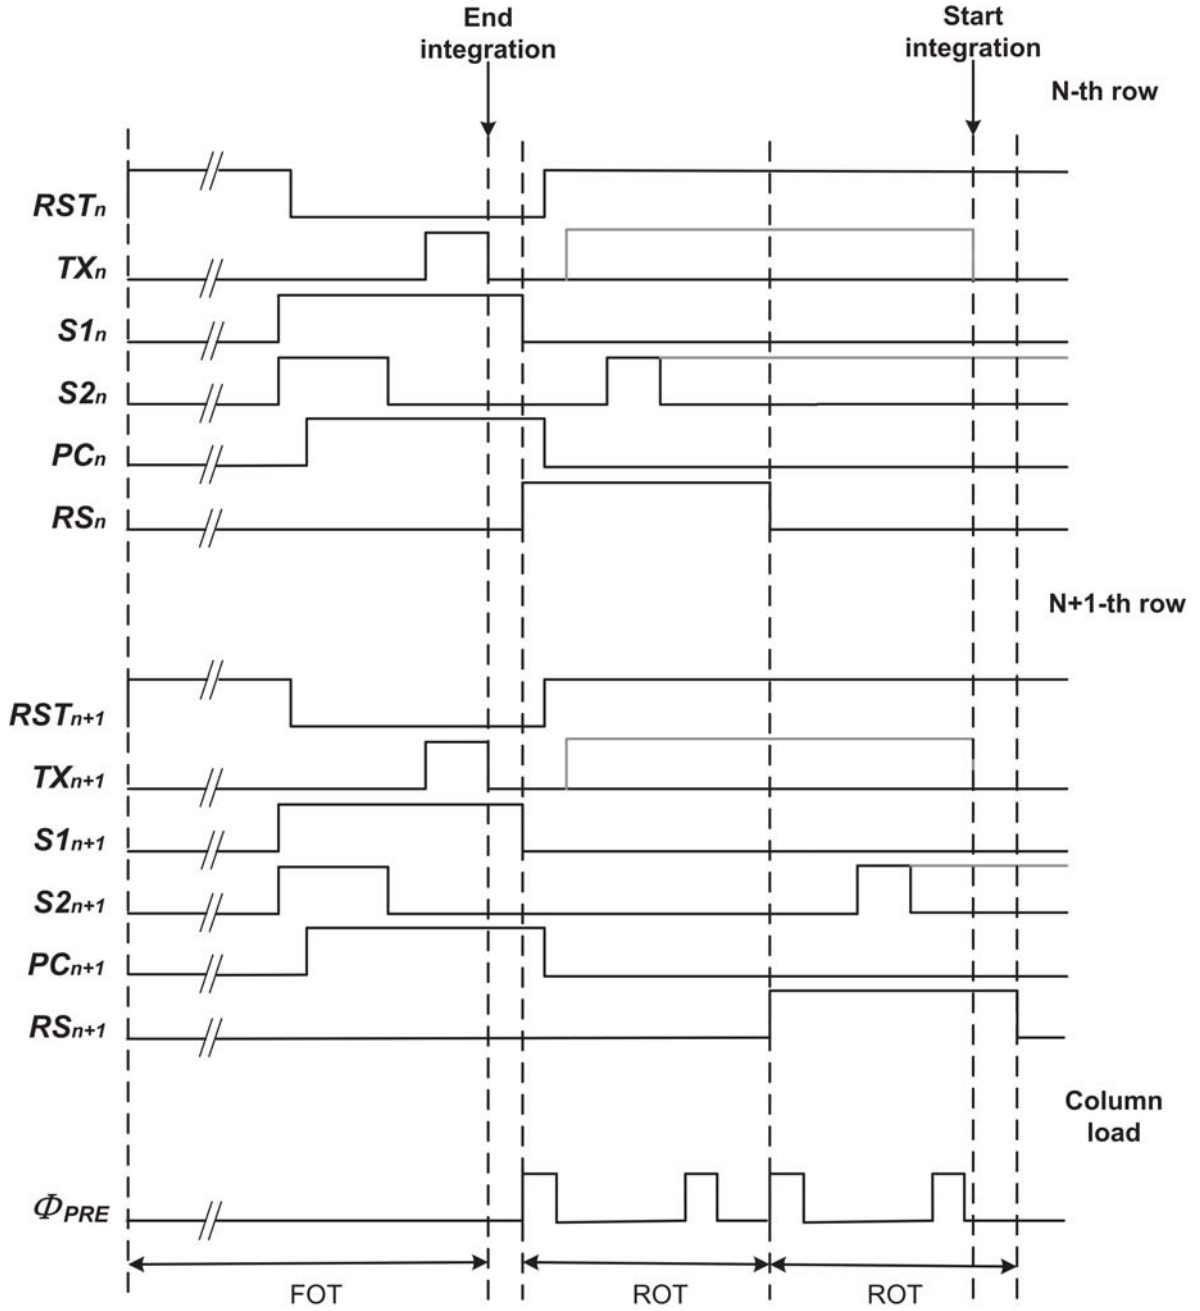 End
integration
Start
integration
N-th row
RSTn
TXn
S1n
S2n
PCn
RSn
N+1-th row
RSTn+1
TXn+1
S1n+1
S2n+1
PCn+1
RSn+1
Column
load
ΦPRE
FOT
ROT
ROT